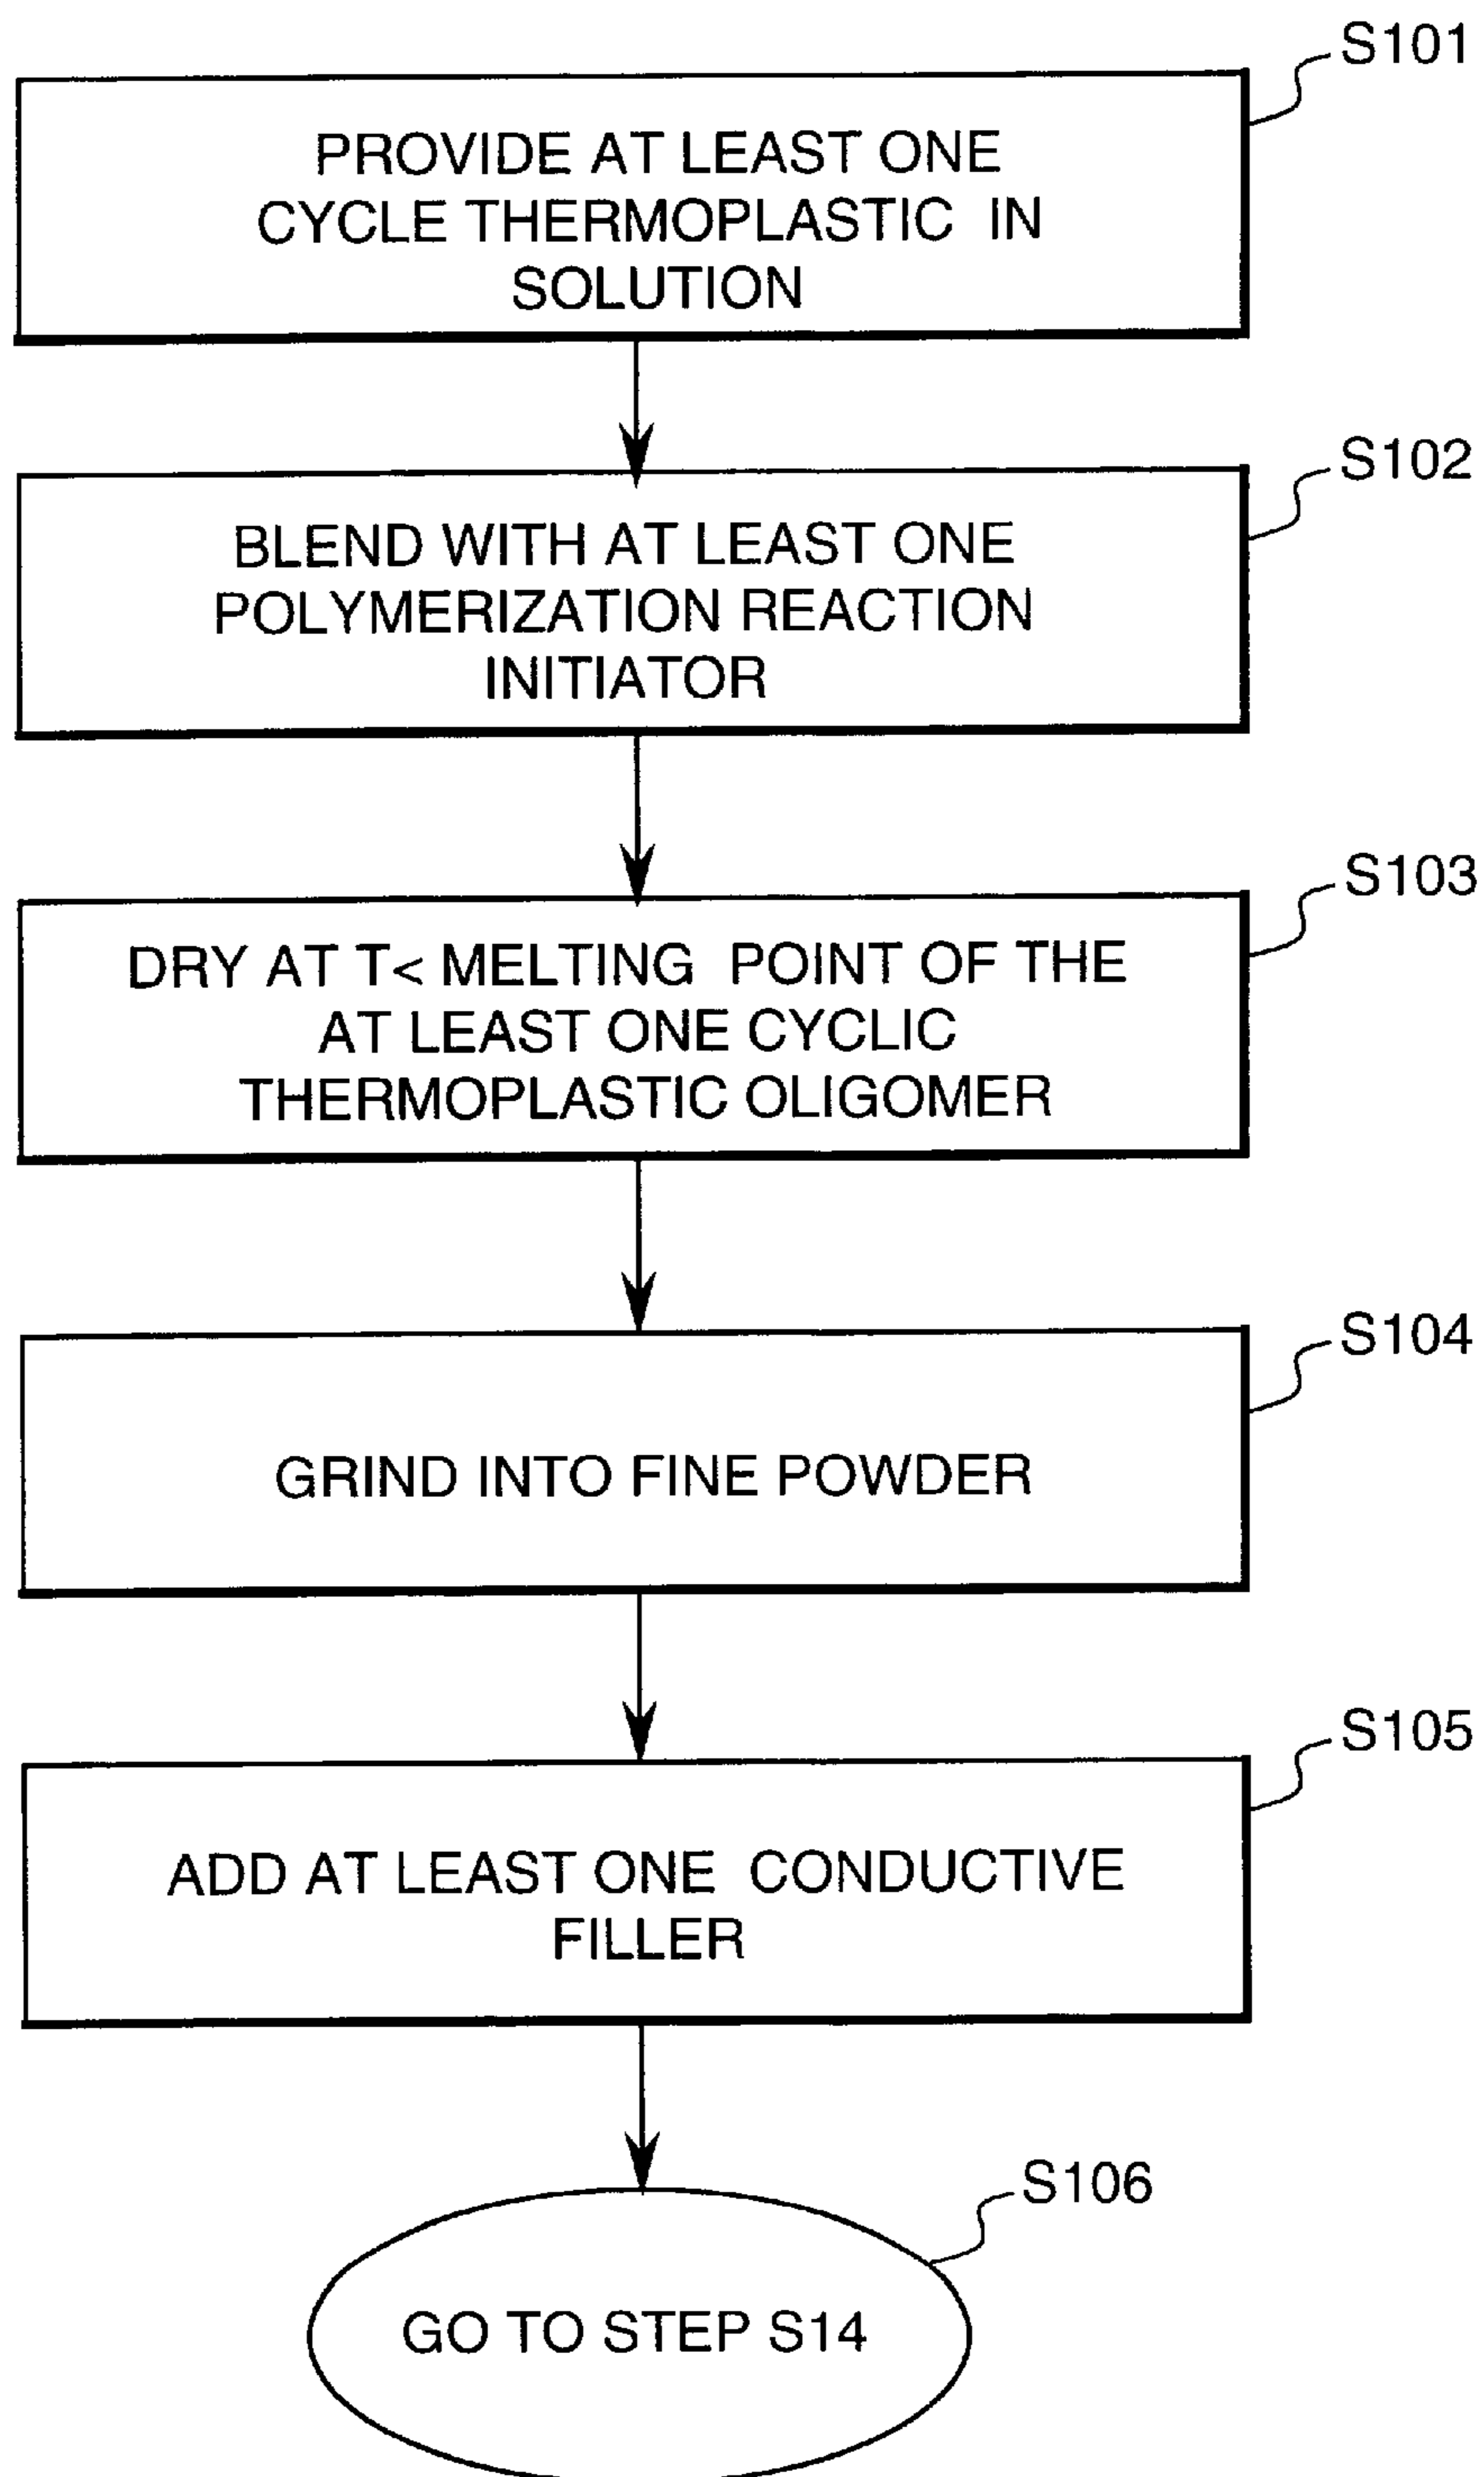 S101
PROVIDE AT LEAST ONE
CYCLE THERMOPLASTIC IN
SOLUTION
S102
BLEND WITH AT LEAST ONE
POLYMERIZATION REACTION
INITIATOR
S103
DRY AT T< MELTING POINT OF THE
AT LEAST ONE CYCLIC
THERMOPLASTIC OLIGOMER
S104
GRIND INTO FINE POWDER
S105
ADD AT LEAST ONE CONDUCTIVE
FILLER
S106
GO TO STEP S14